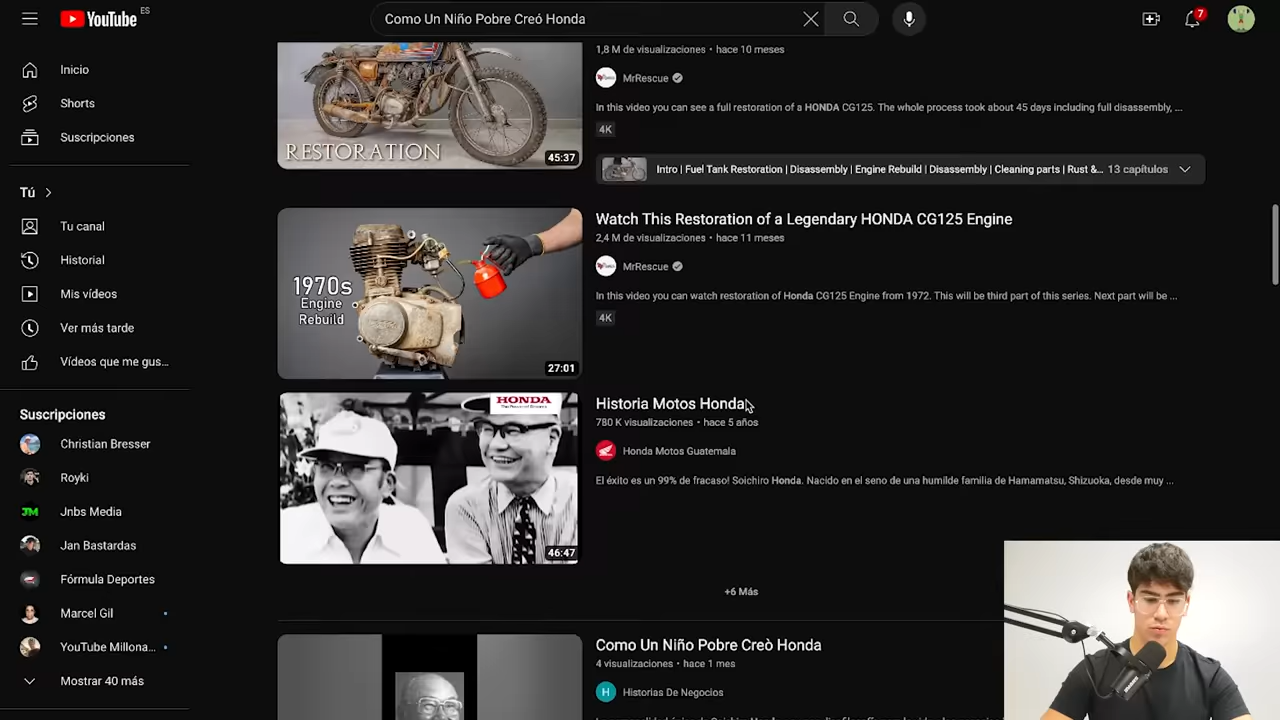 YouTube ES
Como Un Niño Pobre Creó Honda
7
Inicio
Shorts
Suscripciones
Tú
Tu canal
Historial
Mis vídeos
Ver más tarde
Vídeos que me gus...
Suscripciones
Christian Bresser
Royki
JM
Jnbs Media
Jan Bastardas
Fórmula Deportes
Marcel Gil
YouTube Millona...
Mostrar 40 más
RESTORATION
45:37
1,8 M de visualizaciones • hace 10 meses
MrRescue
In this video you can see a full restoration of a HONDA CG125. The whole process took about 45 days including full disassembly, ...
4K
Intro | Fuel Tank Restoration | Disassembly | Engine Rebuild | Disassembly | Cleaning parts | Rust &... 13 capítulos
1970s
Engine
Rebuild
27:01
Watch This Restoration of a Legendary HONDA CG125 Engine
2,4 M de visualizaciones • hace 11 meses
MrRescue
In this video you can watch restoration of Honda CG125 Engine from 1972. This will be third part of this series. Next part will be ...
4K
HONDA
The Power of Dreams
46:47
Historia Motos Honda
780 K visualizaciones • hace 5 años
Honda Motos Guatemala
El éxito es un 99% de fracaso! Soichiro Honda. Nacido en el seno de una humilde familia de Hamamatsu, Shizuoka, desde muy ...
+6 Más
Como Un Niño Pobre Creò Honda
4 visualizaciones • hace 1 mes
H
Historias De Negocios